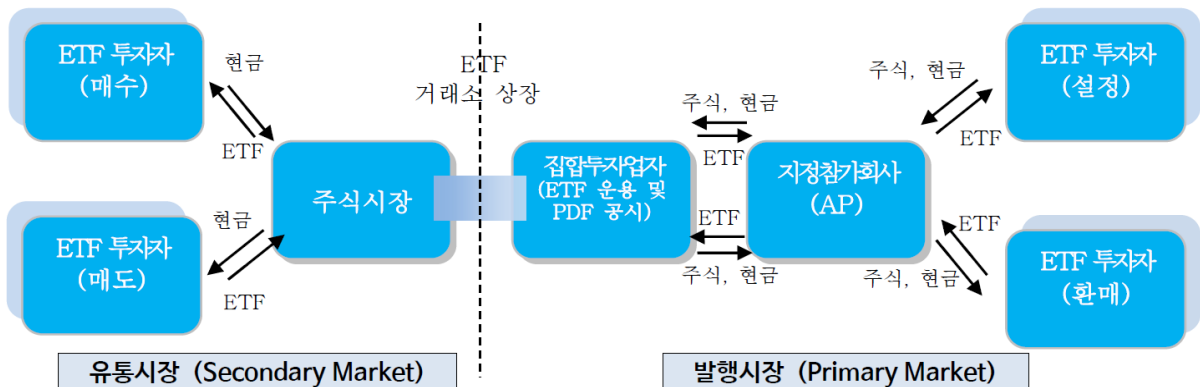 ETF 투자자
(매수)
현금
ETF
ETF 투자자
(매도)
현금
ETF
주식시장
ETF
거래소 상장
집합투자업자
(ETF 운용 및
PDF 공시)
주식, 현금
ETF
ETF
주식, 현금
지정참가회사
(AP)
주식, 현금
ETF
ETF 투자자
(설정)
ETF
주식, 현금
ETF 투자자
(환매)
유통시장 (Secondary Market)
발행시장 (Primary Market)